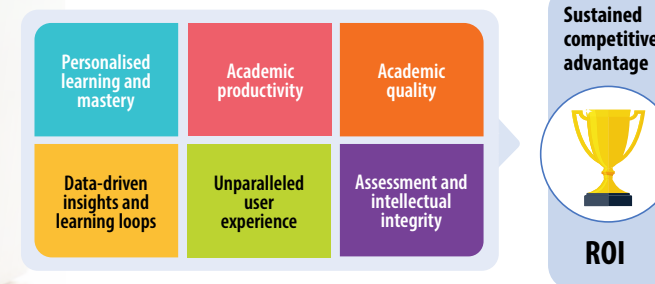 Personalised
learning and
mastery
Academic
productivity
Academic
quality
Data-driven
insights and
learning loops
Unparalleled
user
experience
Assessment and
intellectual
integrity
Sustained
competitive
advantage
ROI